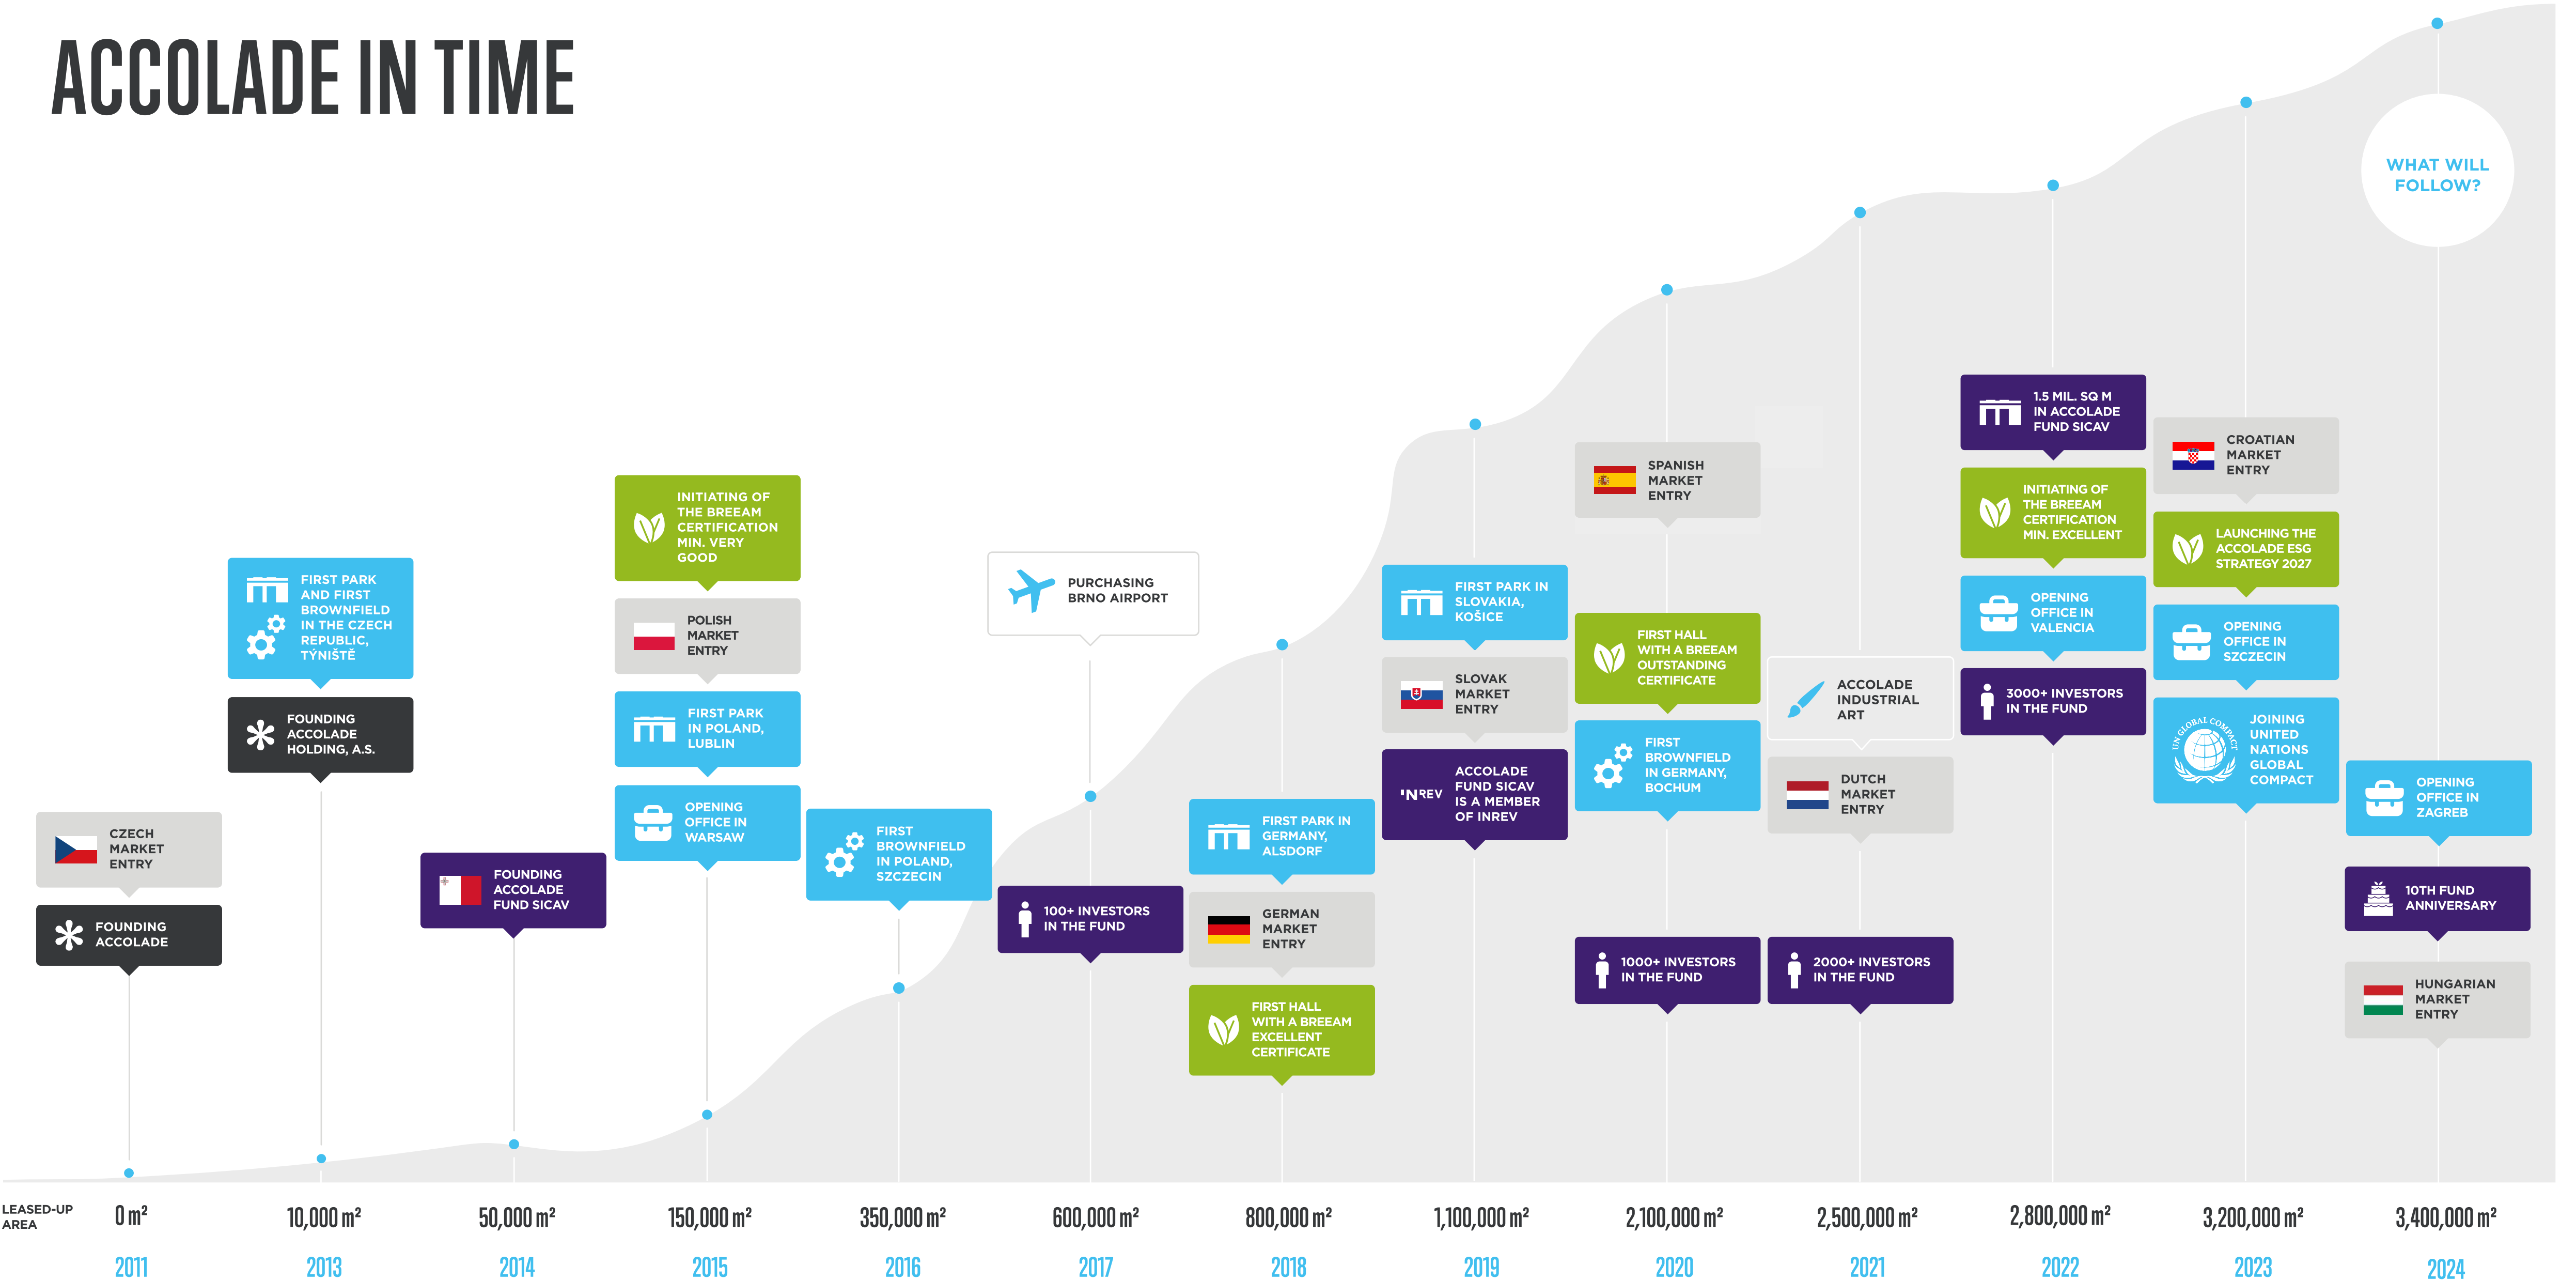 ACCOLADE IN TIME
CZECH
MARKET
ENTRY
FOUNDING
ACCOLADE
FIRST PARK
AND FIRST
BROWNFIELD
IN THE CZECH
REPUBLIC,
TÝNIŠTĚ
FOUNDING
ACCOLADE
HOLDING, A.S.
FOUNDING
ACCOLADE
FUND SICAV
INITIATING OF
THE BREEAM
CERTIFICATION
MIN. VERY
GOOD
POLISH
MARKET
ENTRY
FIRST PARK
IN POLAND,
LUBLIN
OPENING
OFFICE IN
WARSAW
FIRST
BROWNFIELD
IN POLAND,
SZCZECIN
PURCHASING
BRNO AIRPORT
100+ INVESTORS
IN THE FUND
FIRST PARK IN
GERMANY,
ALSDORF
GERMAN
MARKET
ENTRY
FIRST HALL
WITH A BREEAM
EXCELLENT
CERTIFICATE
FIRST PARK IN
SLOVAKIA,
KOŠICE
SLOVAK
MARKET
ENTRY
INREV
ACCOLADE
FUND SICAV
IS A MEMBER
OF INREV
SPANISH
MARKET
ENTRY
FIRST HALL
WITH A BREEAM
OUTSTANDING
CERTIFICATE
FIRST
BROWNFIELD
IN GERMANY,
BOCHUM
1000+ INVESTORS
IN THE FUND
ACCOLADE
INDUSTRIAL
ART
DUTCH
MARKET
ENTRY
2000+ INVESTORS
IN THE FUND
1.5 MIL. SQ M
IN ACCOLADE
FUND SICAV
INITIATING OF
THE BREEAM
CERTIFICATION
MIN. EXCELLENT
OPENING
OFFICE IN
VALENCIA
3000+ INVESTORS
IN THE FUND
CROATIAN
MARKET
ENTRY
LAUNCHING THE
ACCOLADE ESG
STRATEGY 2027
OPENING
OFFICE IN
SZCZECIN
UN GLOBAL COMPACT
JOINING
UNITED
NATIONS
GLOBAL
COMPACT
WHAT WILL
FOLLOW?
OPENING
OFFICE IN
ZAGREB
10TH FUND
ANNIVERSARY
HUNGARIAN
MARKET
ENTRY
LEASED-UP
AREA
0 m² 10,000 m² 50,000 m² 150,000 m² 350,000 m² 600,000 m² 800,000 m² 1,100,000 m² 2,100,000 m² 2,500,000 m² 2,800,000 m² 3,200,000 m² 3,400,000 m²
2011 2013 2014 2015 2016 2017 2018 2019 2020 2021 2022 2023 2024